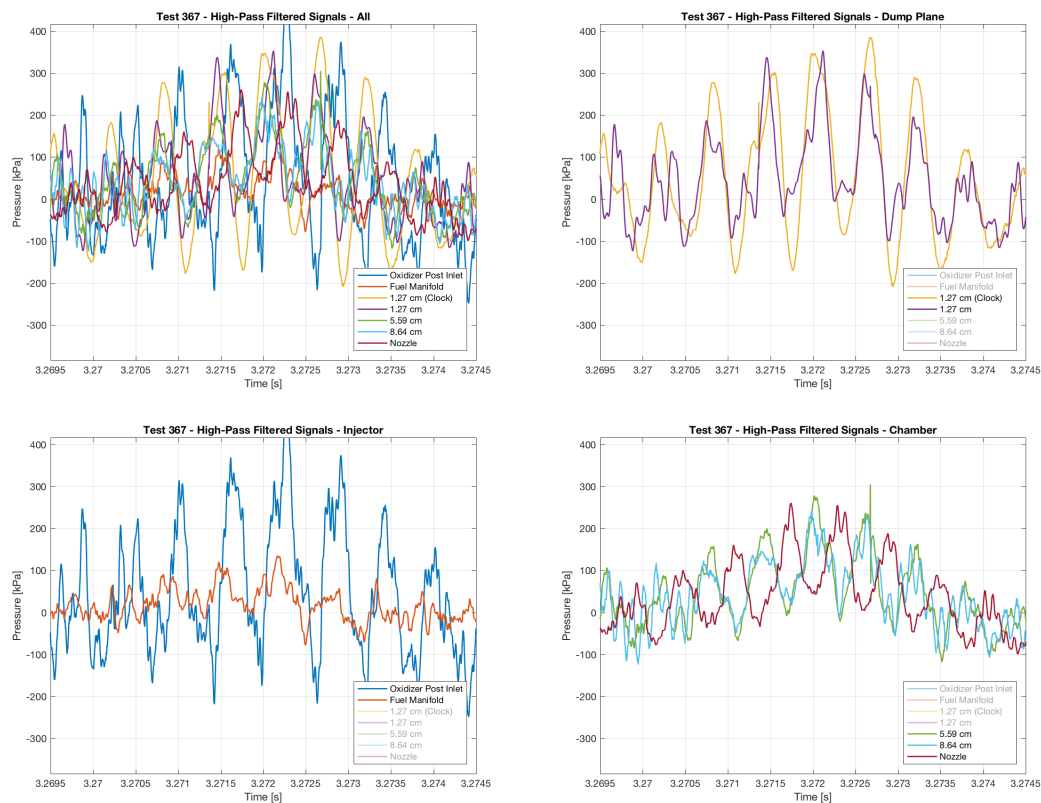 Test 367 - High-Pass Filtered Signals - All
400
300
200
100
0
-100
-200
-300
Pressure [kPa]
3.2695 3.27 3.2705 3.271 3.2715 3.272 3.2725 3.273 3.2735 3.274 3.2745
Time [s]
Oxidizer Post Inlet
Fuel Manifold
1.27 cm (Clock)
1.27 cm
5.59 cm
8.64 cm
Nozzle
Test 367 - High-Pass Filtered Signals - Dump Plane
400
300
200
100
0
-100
-200
-300
Pressure [kPa]
3.2695 3.27 3.2705 3.271 3.2715 3.272 3.2725 3.273 3.2735 3.274 3.2745
Time [s]
Oxidizer Post Inlet
Fuel Manifold
1.27 cm (Clock)
1.27 cm
5.59 cm
8.64 cm
Nozzle
Test 367 - High-Pass Filtered Signals - Injector
400
300
200
100
0
-100
-200
-300
Pressure [kPa]
3.2695 3.27 3.2705 3.271 3.2715 3.272 3.2725 3.273 3.2735 3.274 3.2745
Time [s]
Oxidizer Post Inlet
Fuel Manifold
1.27 cm (Clock)
1.27 cm
5.59 cm
8.64 cm
Nozzle
Test 367 - High-Pass Filtered Signals - Chamber
400
300
200
100
0
-100
-200
-300
Pressure [kPa]
3.2695 3.27 3.2705 3.271 3.2715 3.272 3.2725 3.273 3.2735 3.274 3.2745
Time [s]
Oxidizer Post Inlet
Fuel Manifold
1.27 cm (Clock)
1.27 cm
5.59 cm
8.64 cm
Nozzle